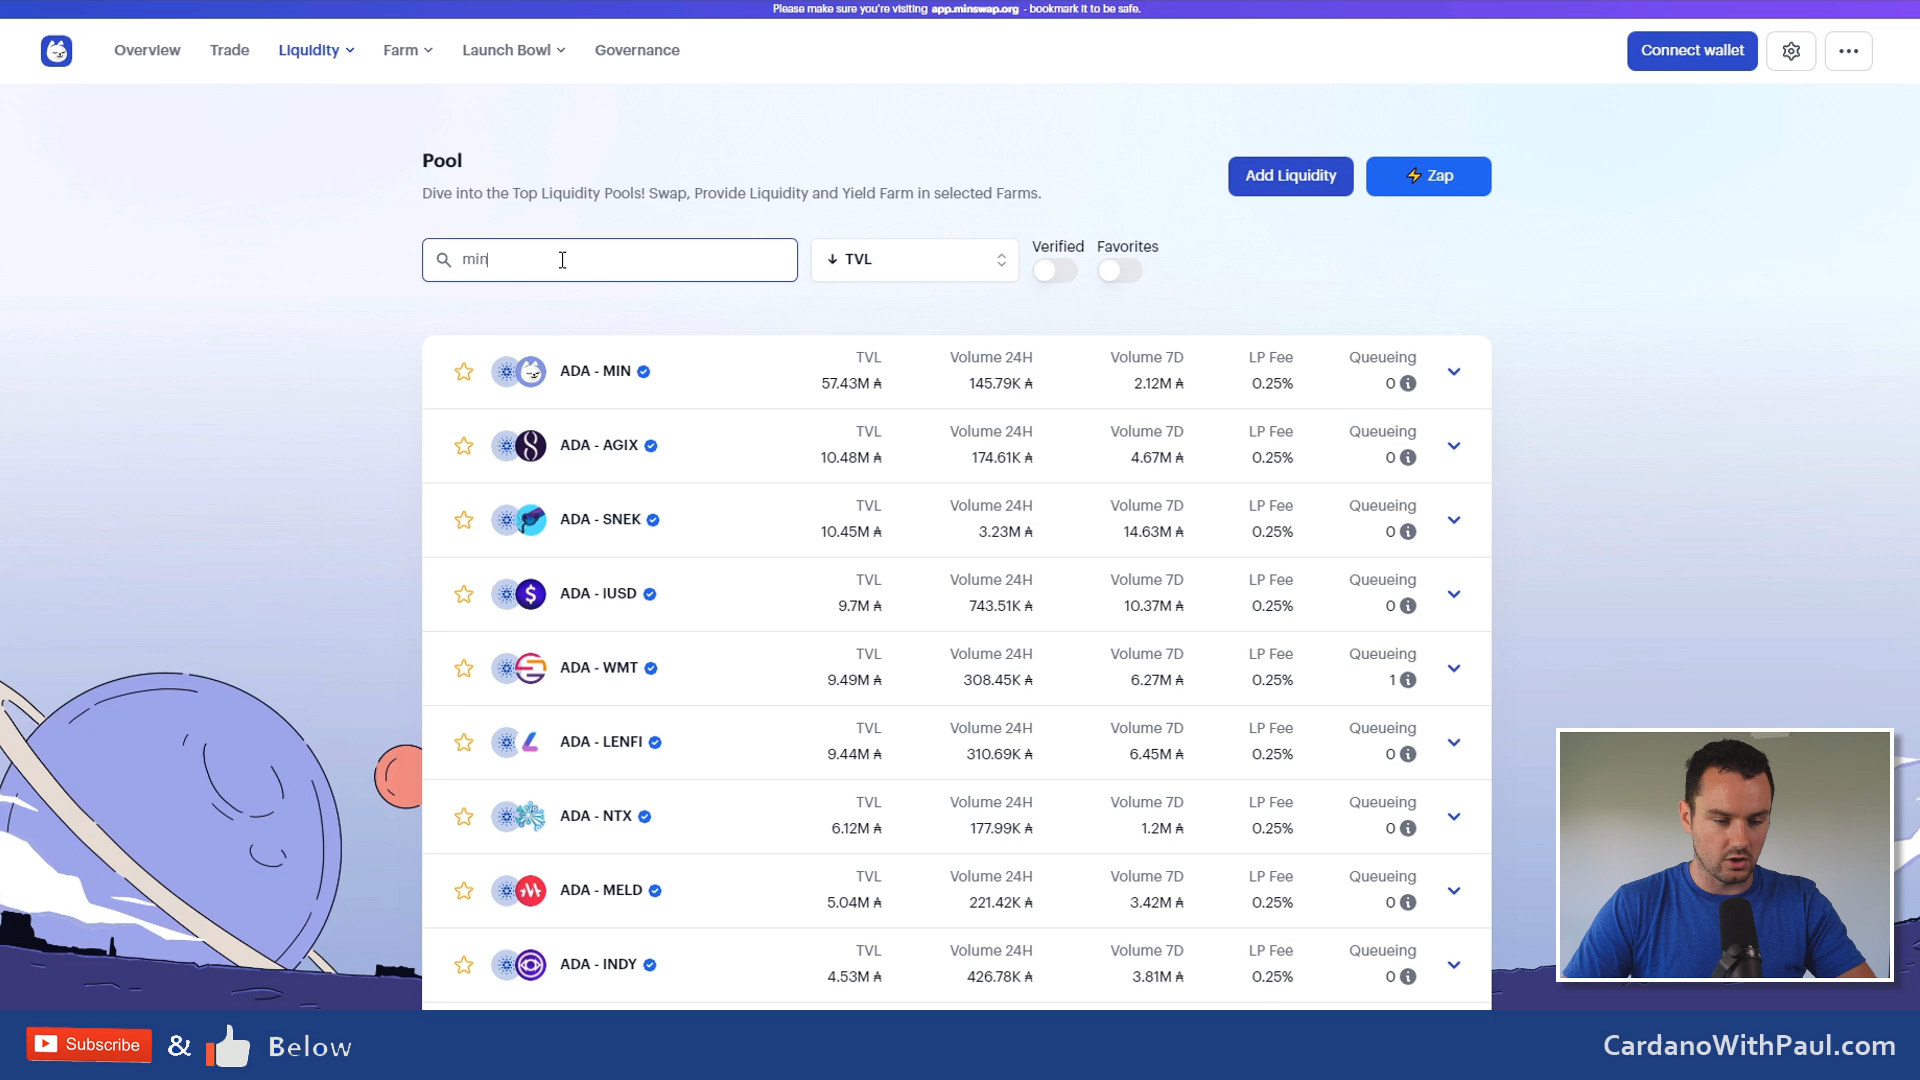 Please make sure you're visiting app.minswap.org - bookmark it to be safe.
Overview Trade Liquidity Farm Launch Bowl Governance Connect wallet
Pool
Dive into the Top Liquidity Pools! Swap, Provide Liquidity and Yield Farm in selected Farms.
Add Liquidity Zap
min TVL Verified Favorites
TVL Volume 24H Volume 7D LP Fee Queueing
ADA - MIN 57.43M ₳ 145.79K ₳ 2.12M ₳ 0.25% 0
TVL Volume 24H Volume 7D LP Fee Queueing
ADA - AGIX 10.48M ₳ 174.61K ₳ 4.67M ₳ 0.25% 0
TVL Volume 24H Volume 7D LP Fee Queueing
ADA - SNEK 10.45M ₳ 3.23M ₳ 14.63M ₳ 0.25% 0
TVL Volume 24H Volume 7D LP Fee Queueing
ADA - IUSD 9.7M ₳ 743.51K ₳ 10.37M ₳ 0.25% 0
TVL Volume 24H Volume 7D LP Fee Queueing
ADA - WMT 9.49M ₳ 308.45K ₳ 6.27M ₳ 0.25% 1
TVL Volume 24H Volume 7D LP Fee Queueing
ADA - LENFI 9.44M ₳ 310.69K ₳ 6.45M ₳ 0.25% 0
TVL Volume 24H Volume 7D LP Fee Queueing
ADA - NTX 6.12M ₳ 177.99K ₳ 1.2M ₳ 0.25% 0
TVL Volume 24H Volume 7D LP Fee Queueing
ADA - MELD 5.04M ₳ 221.42K ₳ 3.42M ₳ 0.25% 0
TVL Volume 24H Volume 7D LP Fee Queueing
ADA - INDY 4.53M ₳ 426.78K ₳ 3.81M ₳ 0.25% 0
Subscribe & Below CardanoWithPaul.com